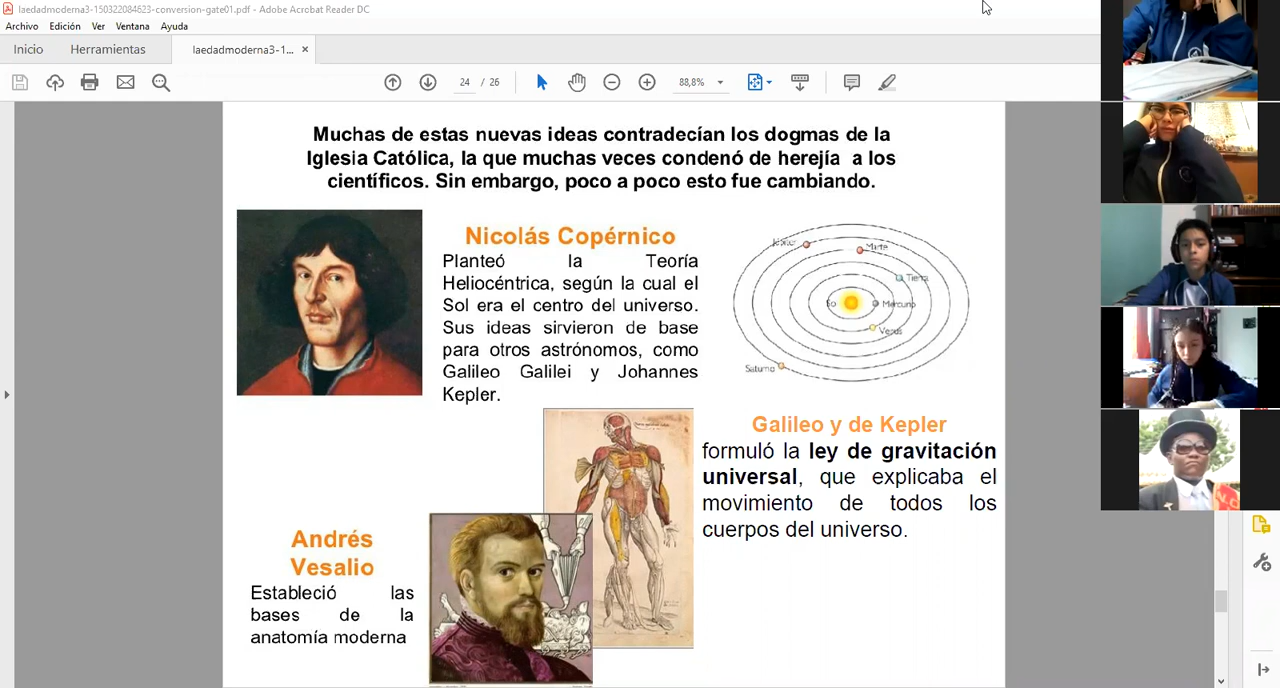 laedadmoderna3-150322084623-conversion-gate01.pdf - Adobe Acrobat Reader DC
Archivo Edición Ver Ventana Ayuda
Inicio Herramientas laedadmoderna3-1... ×
24 / 26 88,8%
Muchas de estas nuevas ideas contradecían los dogmas de la
Iglesia Católica, la que muchas veces condenó de herejía a los
científicos. Sin embargo, poco a poco esto fue cambiando.
Nicolás Copérnico
Planteó la Teoría
Heliocéntrica, según la cual el
Sol era el centro del universo.
Sus ideas sirvieron de base
para otros astrónomos, como
Galileo Galilei y Johannes
Kepler.
Júpiter
Marte
Tierra
So
Mercurio
Venus
Saturno
Galileo y de Kepler
formuló la ley de gravitación
universal, que explicaba el
movimiento de todos los
cuerpos del universo.
Andrés
Vesalio
Estableció las
bases de la
anatomía moderna